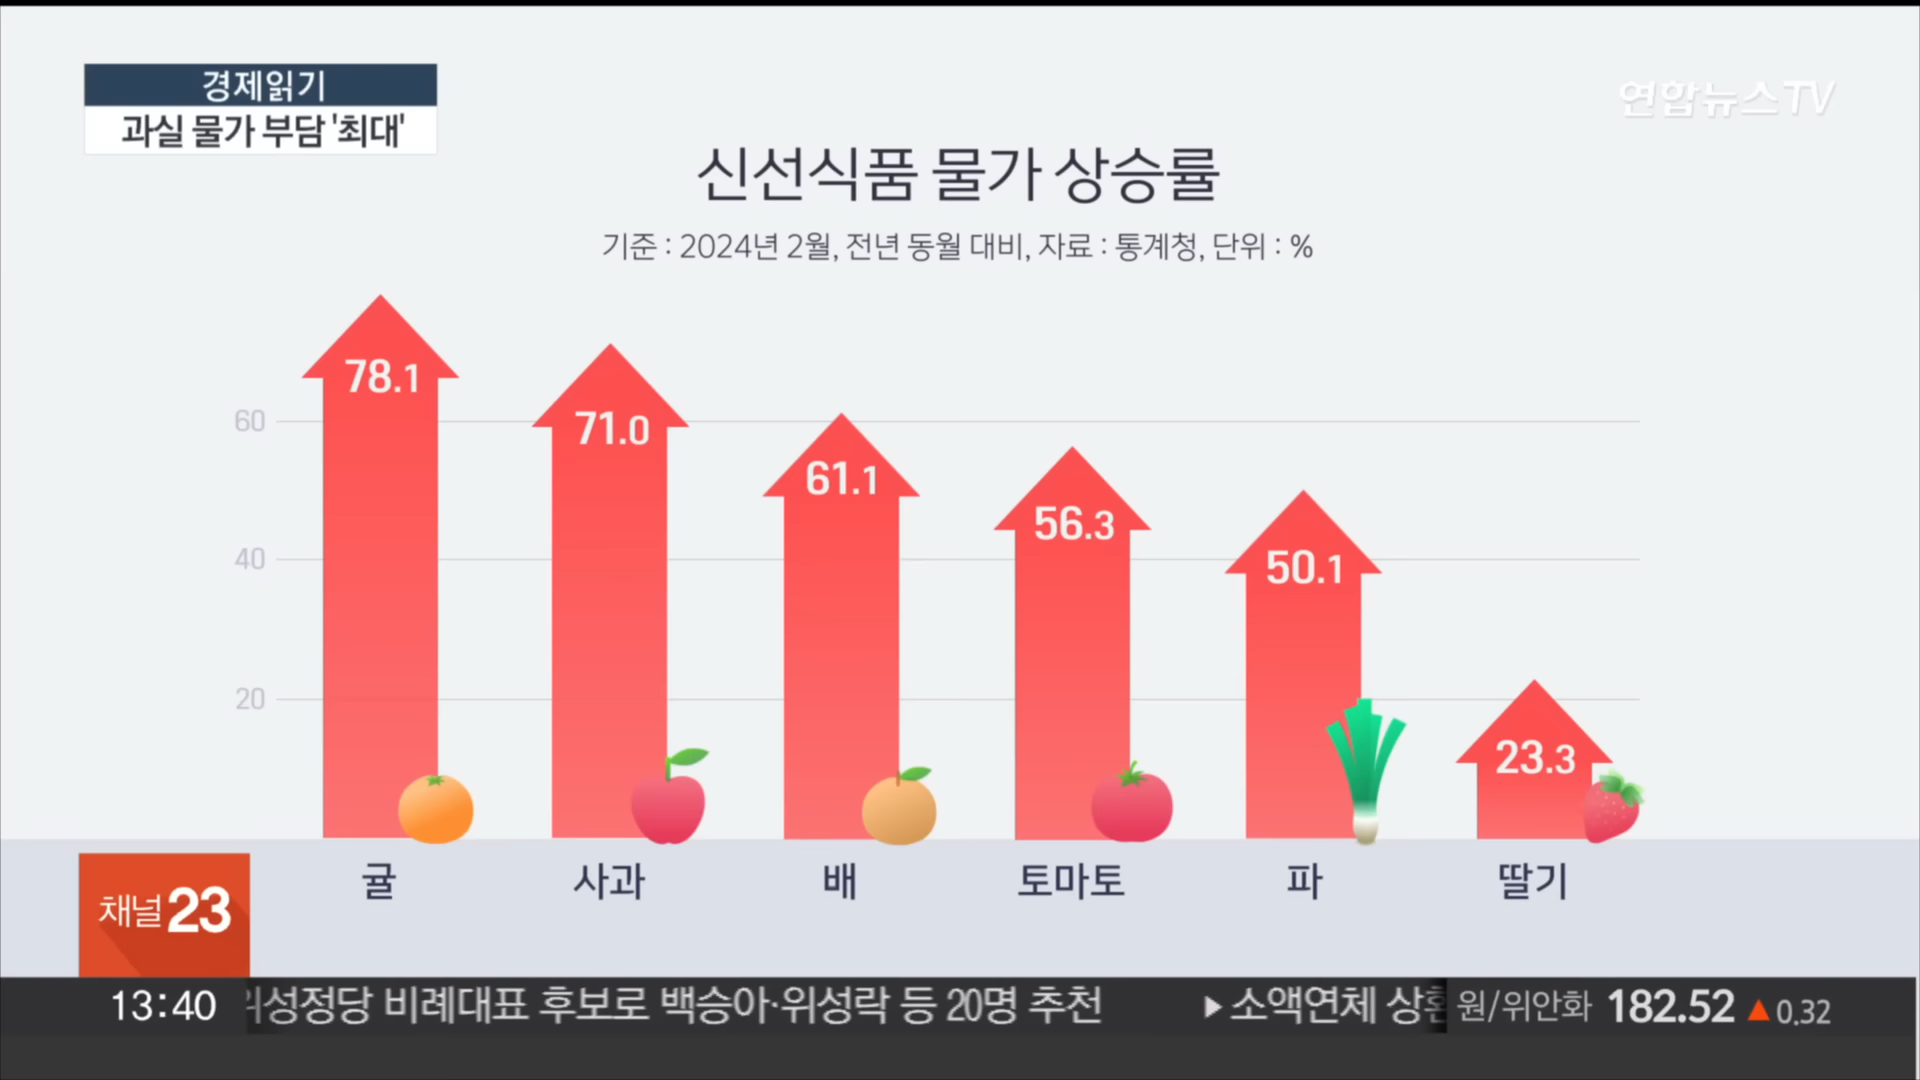 경제읽기
과실 물가 부담 '최대'
연합뉴스TV
신선식품 물가 상승률
기준 : 2024년 2월, 전년 동월 대비, 자료 : 통계청, 단위 : %
60
40
20
78.1
71.0
61.1
56.3
50.1
23.3
귤
사과
배
토마토
파
딸기
채널 23
13:40
위성정당 비례대표 후보로 백승아·위성락 등 20명 추천
▶소액연체 상
원/위안화 182.52 ▲ 0.32